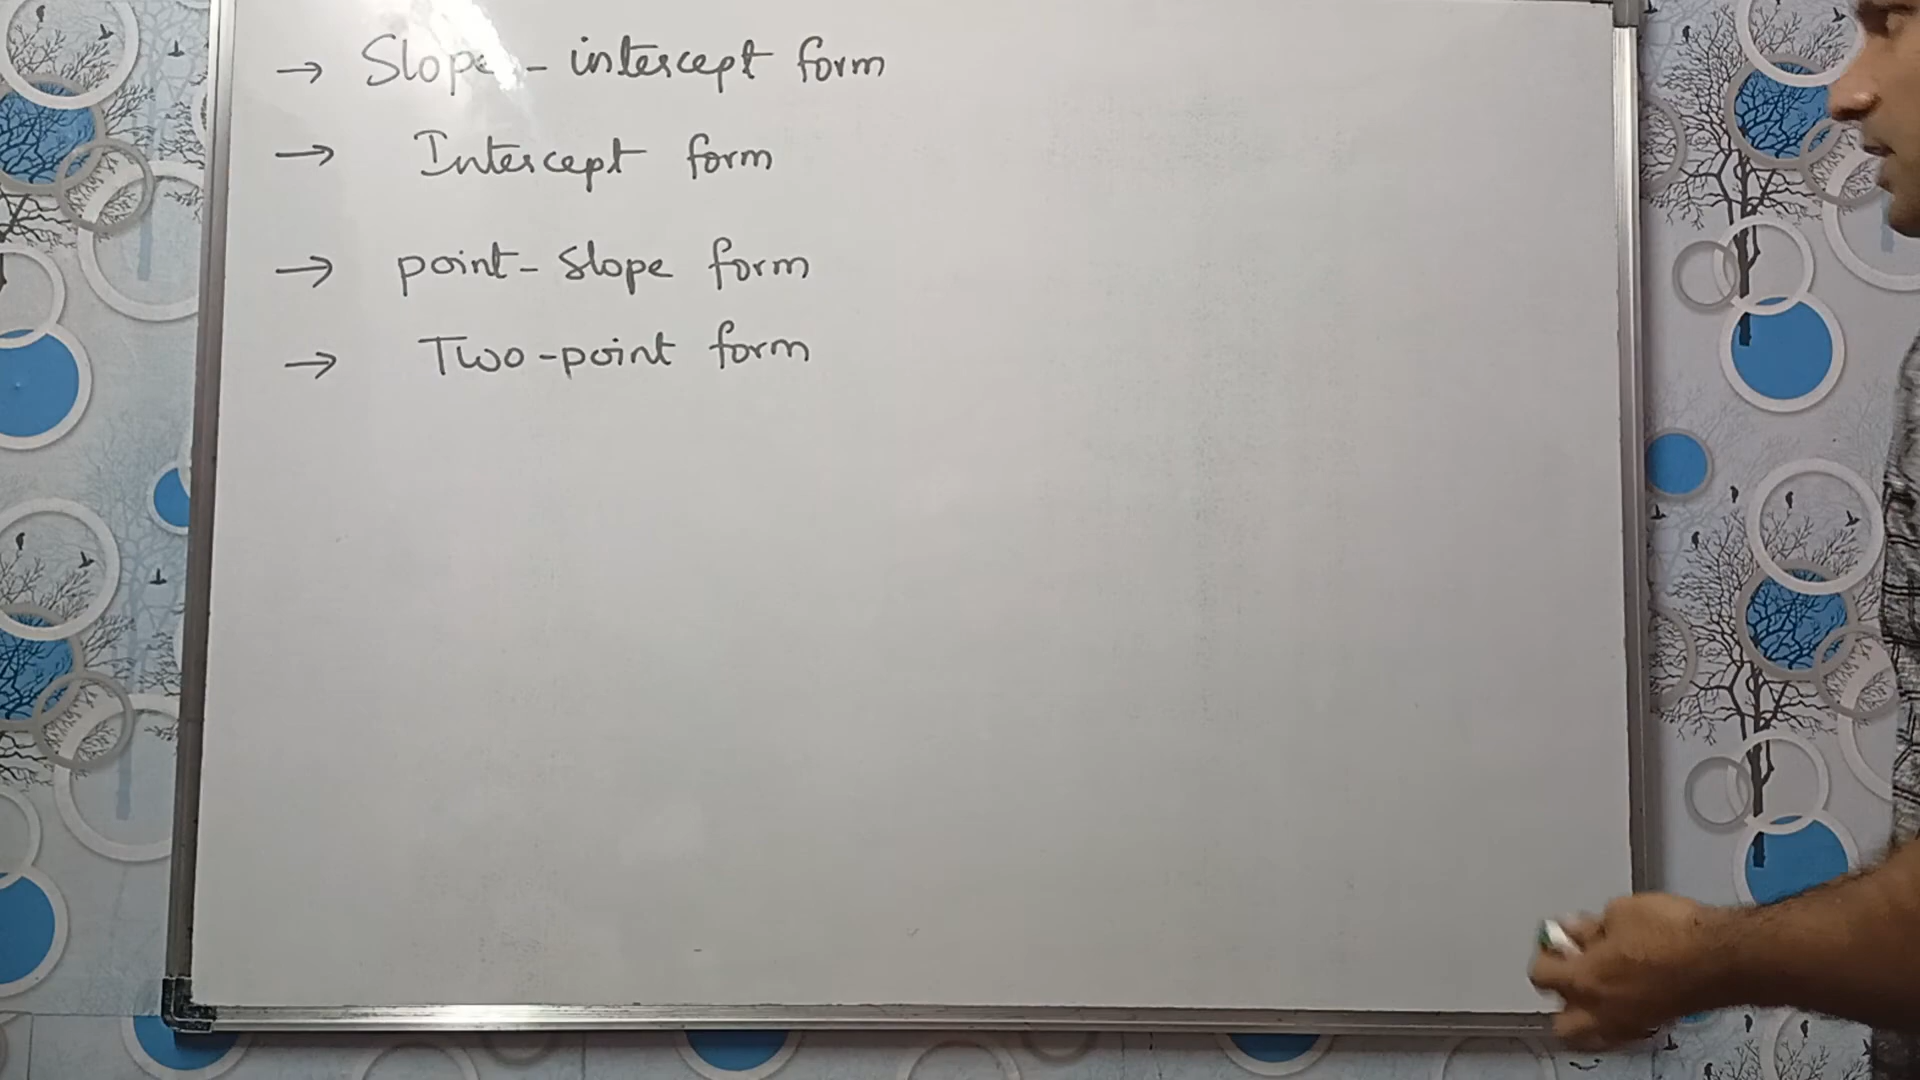 → Slope - intercept form
→ Intercept form
→ point - slope form
→ Two-point form